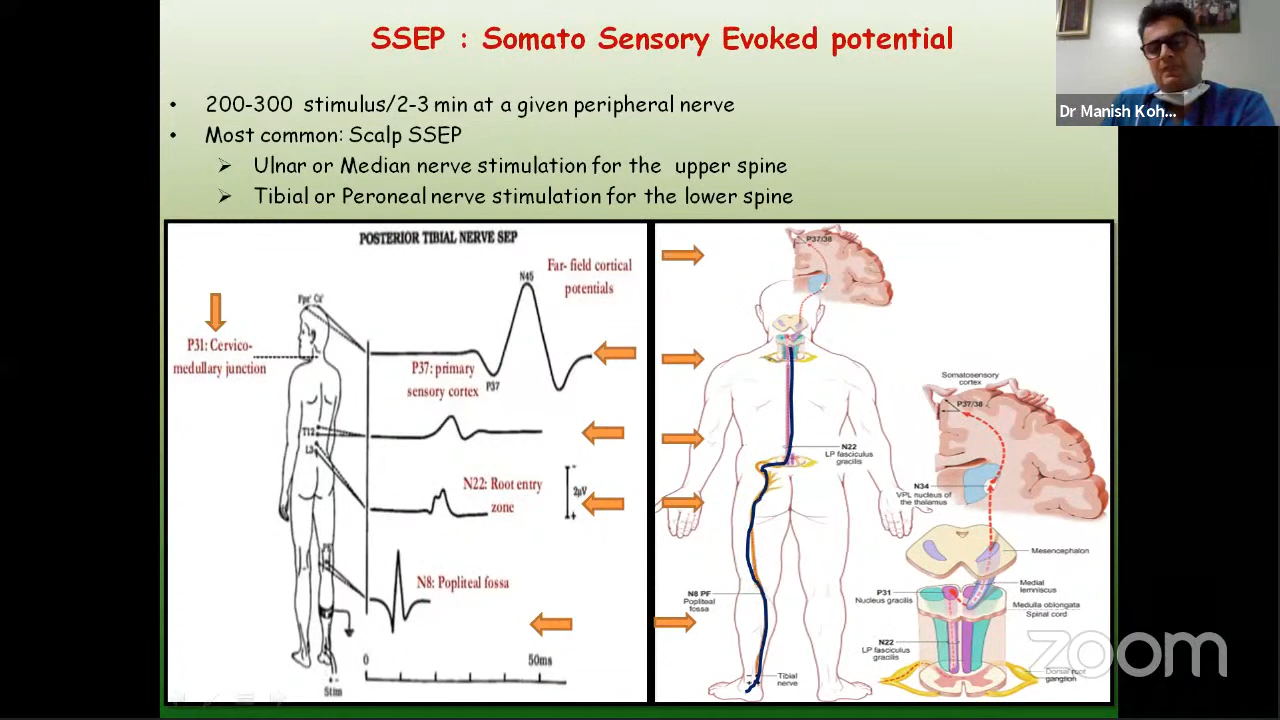 SSEP : Somato Sensory Evoked potential
Dr Manish Koh...
• 200-300 stimulus/2-3 min at a given peripheral nerve
• Most common: Scalp SSEP
➢ Ulnar or Median nerve stimulation for the upper spine
➢ Tibial or Peroneal nerve stimulation for the lower spine
POSTERIOR TIBIAL NERVE SEP
Far- field cortical
potentials
N45
P31: Cervico-
medullary junction
P37: primary
sensory cortex
P37
T12
L3
N22: Root entry
zone
2µV
N8: Popliteal fossa
0
50ms
Stim
P37/38
N22
LP fasciculus
gracilis
N8 PF
Popliteal
fossa
Tibial
nerve
Somatosensory
cortex
P37/38
N34
VPL nucleus of
the thalamus
Mesencephalon
Medial
lemniscus
P31
Nucleus gracilis
Medulla oblongata
Spinal cord
N22
LP fasciculus
gracilis
Dorsal root
ganglion
zoom